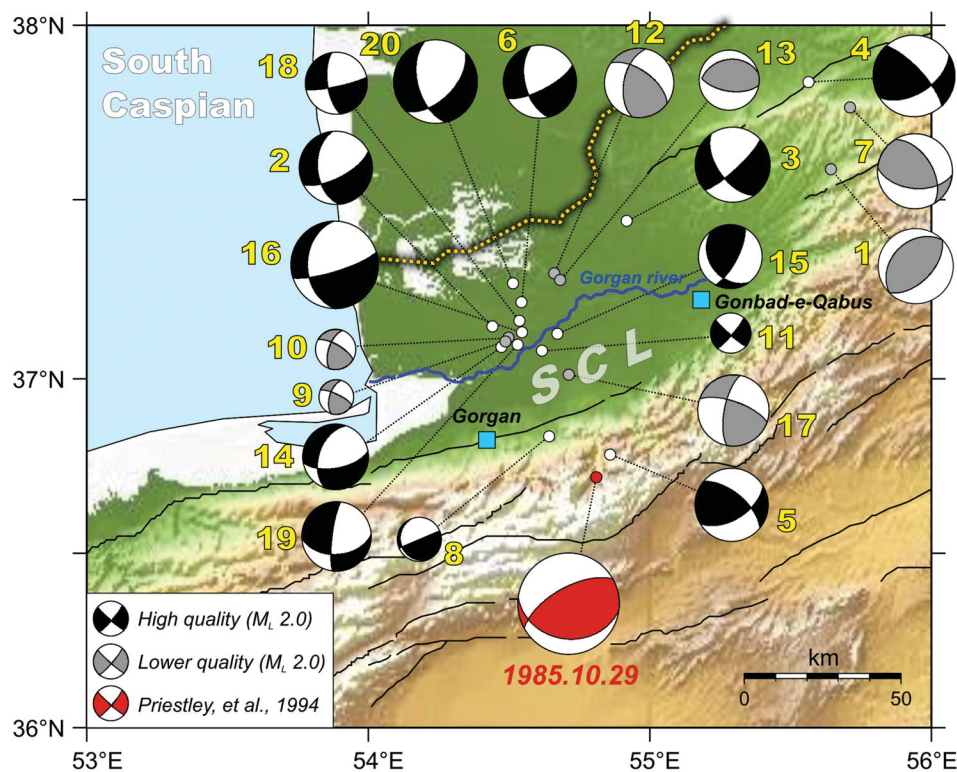 38°N
South
Caspian
18
20
6
12
13
4
2
3
7
16
Gorgan river
15
1
Gonbad-e-Qabus
10
11
37°N
SCL
9
Gorgan
17
14
5
19
8
High quality (ML 2.0)
Lower quality (ML 2.0)
Priestley, et al., 1994
1985.10.29
km
0
50
36°N
53°E
54°E
55°E
56°E